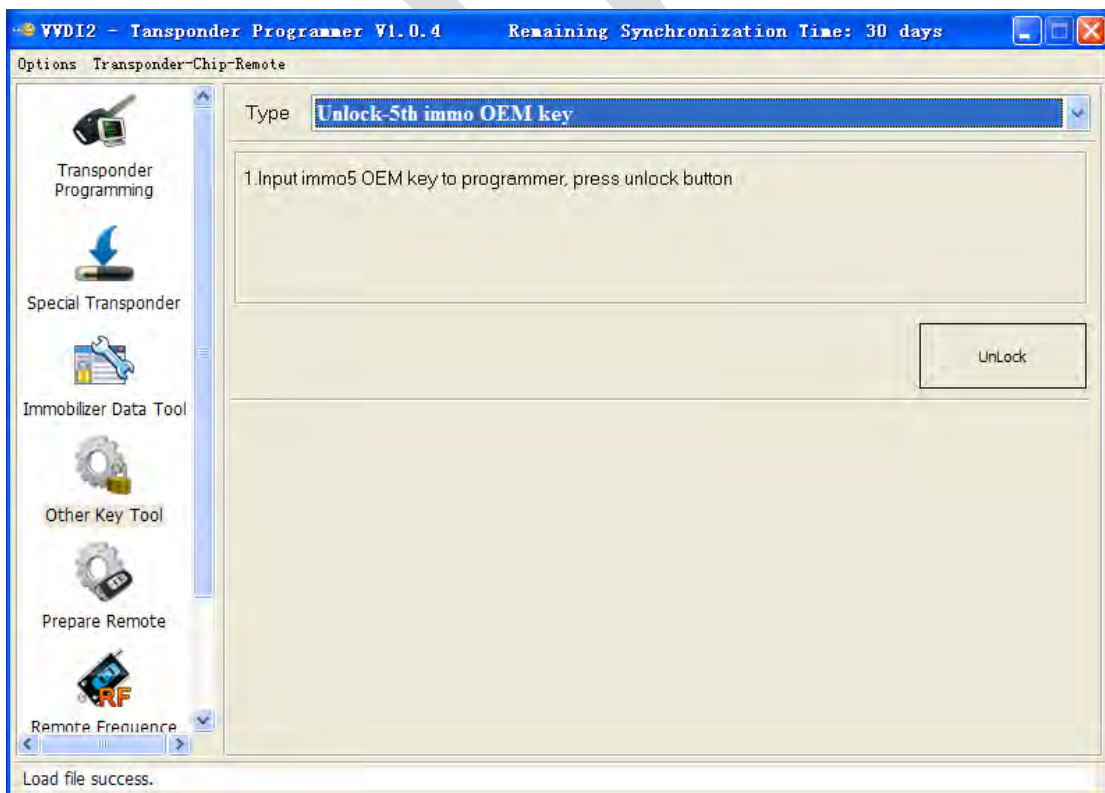 VVDI2 - Tansponder Programmer V1.0.4 Remaining Synchronization Time: 30 days
Options Transponder-Chip-Remote
Type Unlock-5th immo OEM key
1.Input immo5 OEM key to programmer, press unlock button
UnLock
Transponder
Programming
Special Transponder
Immobilizer Data Tool
Other Key Tool
Prepare Remote
RF
Remote Frequence
Load file success.